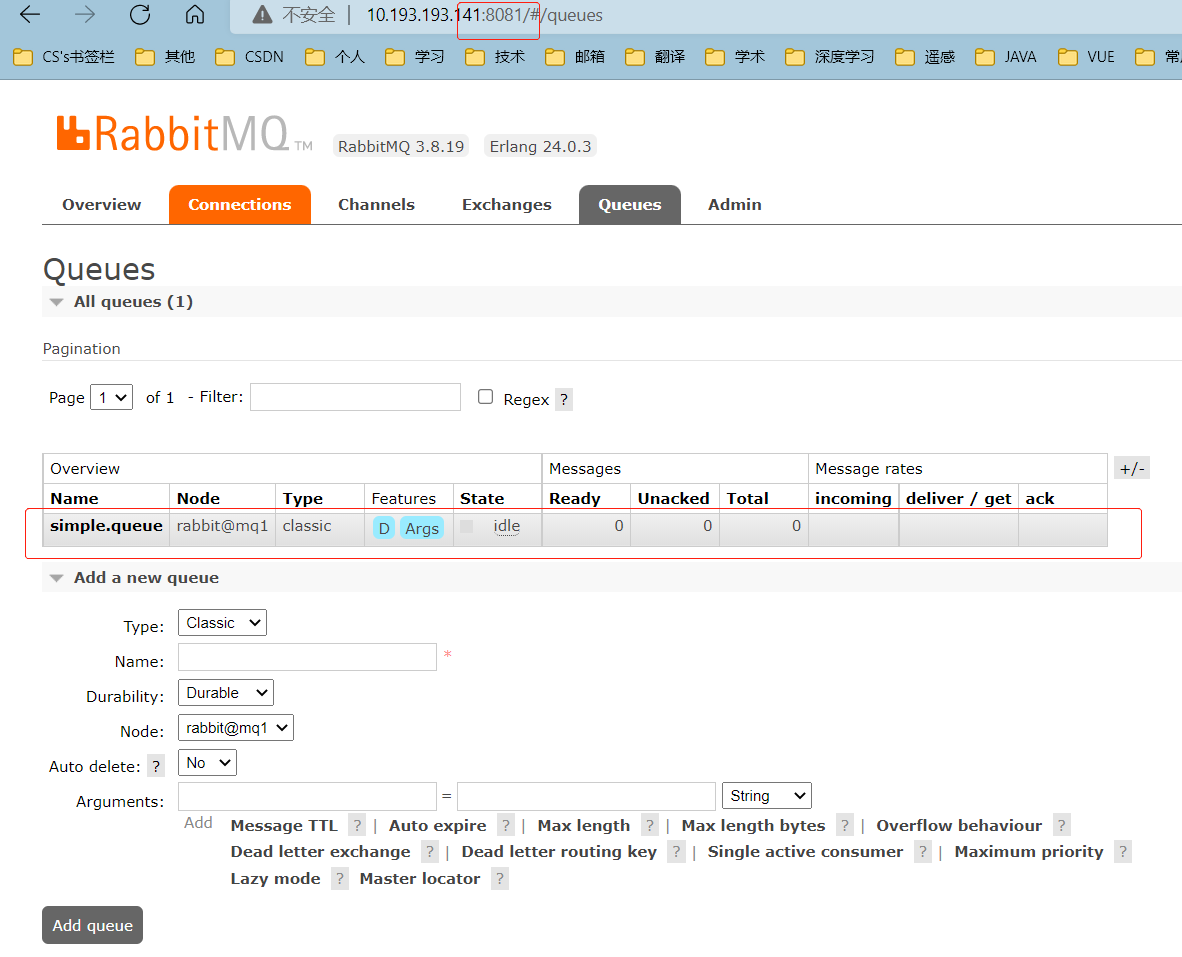 不安全 | 10.193.193.141:8081/#/queues
CS's书签栏 其他 CSDN 个人 学习 技术 邮箱 翻译 学术 深度学习 遥感 JAVA VUE
RabbitMQ TM RabbitMQ 3.8.19 Erlang 24.0.3
Overview Connections Channels Exchanges Queues Admin
Queues
All queues (1)
Pagination
Page 1 of 1 - Filter: Regex ?
Overview Messages Message rates +/-
Name Node Type Features State Ready Unacked Total incoming deliver / get ack
simple.queue rabbit@mq1 classic D Args idle 0 0 0
Add a new queue
Type: Classic
Name: *
Durability: Durable
Node: rabbit@mq1
Auto delete: ? No
Arguments: = String
Add Message TTL ? | Auto expire ? | Max length ? | Max length bytes ? | Overflow behaviour ?
Dead letter exchange ? | Dead letter routing key ? | Single active consumer ? | Maximum priority ?
Lazy mode ? Master locator ?
Add queue